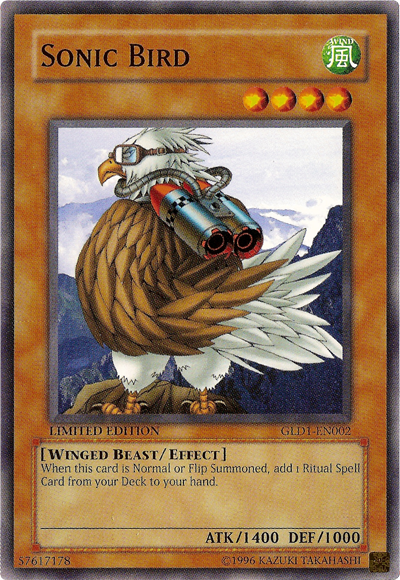 SONIC BIRD
WIND
風
LIMITED EDITION
GLD1-EN002
[WINGED BEAST/EFFECT]
When this card is Normal or Flip Summoned, add 1 Ritual Spell
Card from your Deck to your hand.
ATK/1400 DEF/1000
57617178
©1996 KAZUKI TAKAHASHI